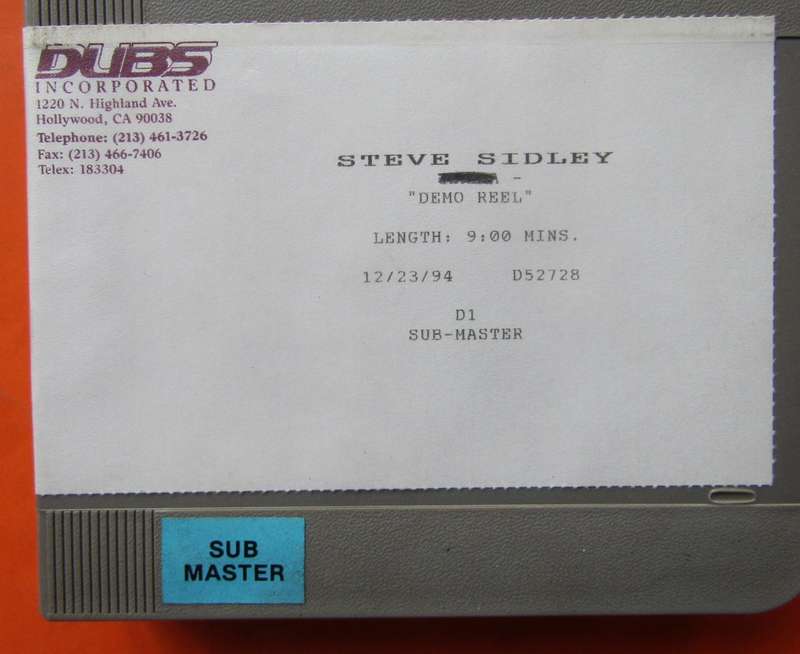 DUBS
INCORPORATED
1220 N. Highland Ave.
Hollywood, CA 90038
Telephone: (213) 461-3726
Fax: (213) 466-7406
Telex: 183304
STEVE SIDLEY
-
"DEMO REEL"
LENGTH: 9:00 MINS.
12/23/94 D52728
D1
SUB-MASTER
SUB
MASTER